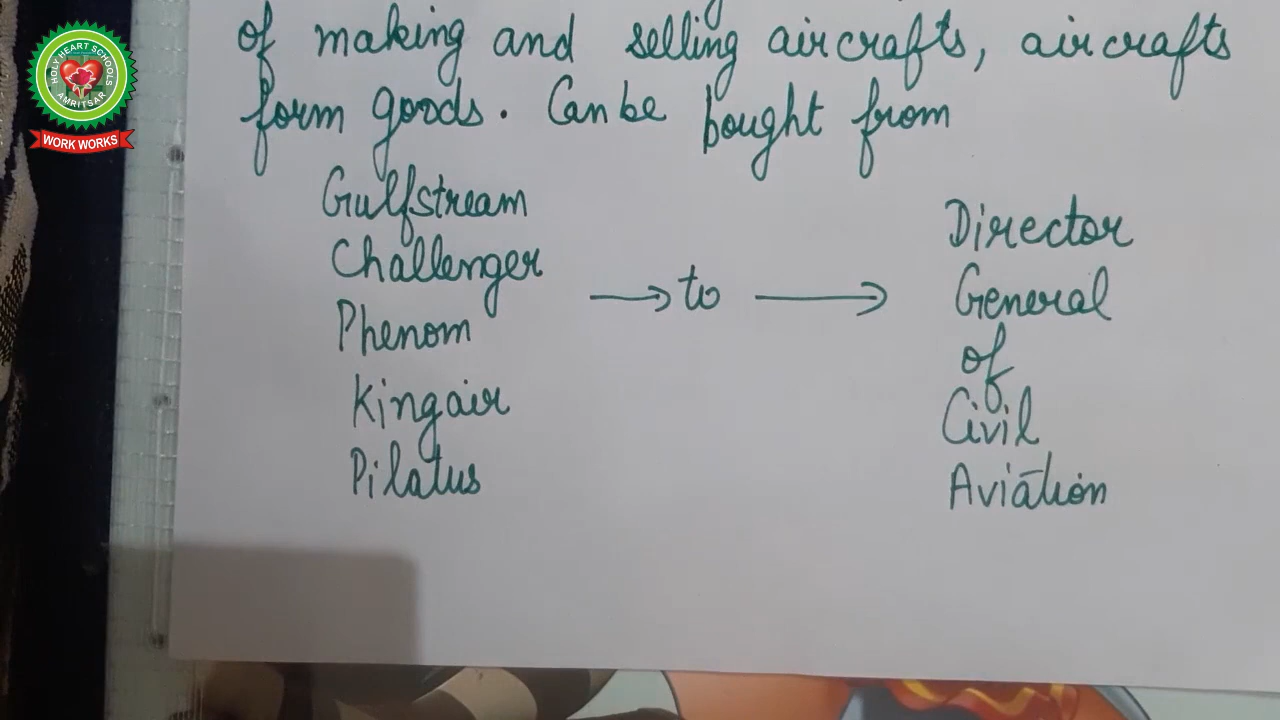 of making and selling aircrafts, aircrafts
form goods. Can be bought from
Gulfstream
Challenger
Phenom
Kingair
Pilatus
→ to →
Director
General
of
Civil
Aviation
HOLY HEART SCHOOLS
AMRITSAR
WORK WORKS